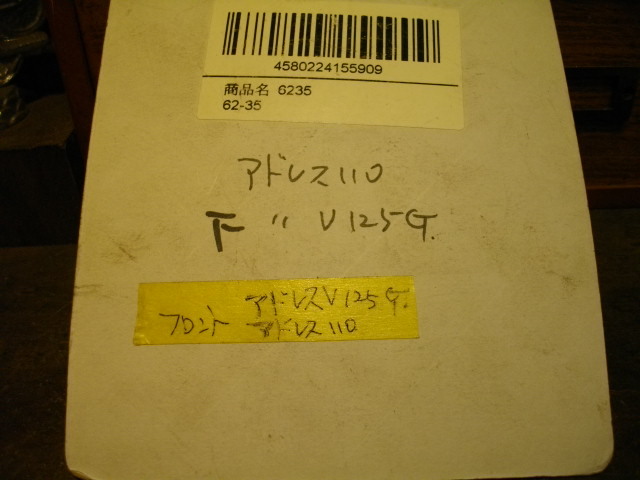 4580224155909
商品名 6235
62-35
アドレス110
下 〃 V125G.
アドレスV125G.
フロント アドレス110